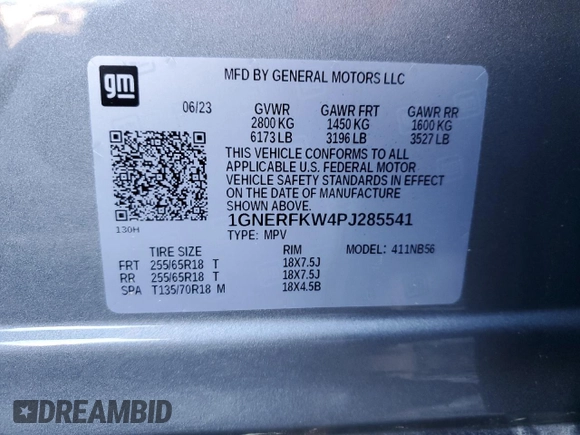 gm
MFD BY GENERAL MOTORS LLC
06/23 GVWR GAWR FRT GAWR RR
2800 KG 1450 KG 1600 KG
6173 LB 3196 LB 3527 LB
THIS VEHICLE CONFORMS TO ALL
APPLICABLE U.S. FEDERAL MOTOR
VEHICLE SAFETY STANDARDS IN EFFECT
ON THE DATE OF MANUFACTURE
SHOWN ABOVE.
130H
1GNERFKW4PJ285541
TYPE: MPV
TIRE SIZE RIM MODEL: 411NB56
FRT 255/65R18 T 18X7.5J
RR 255/65R18 T 18X7.5J
SPA T135/70R18 M 18X4.5B
DREAMBID